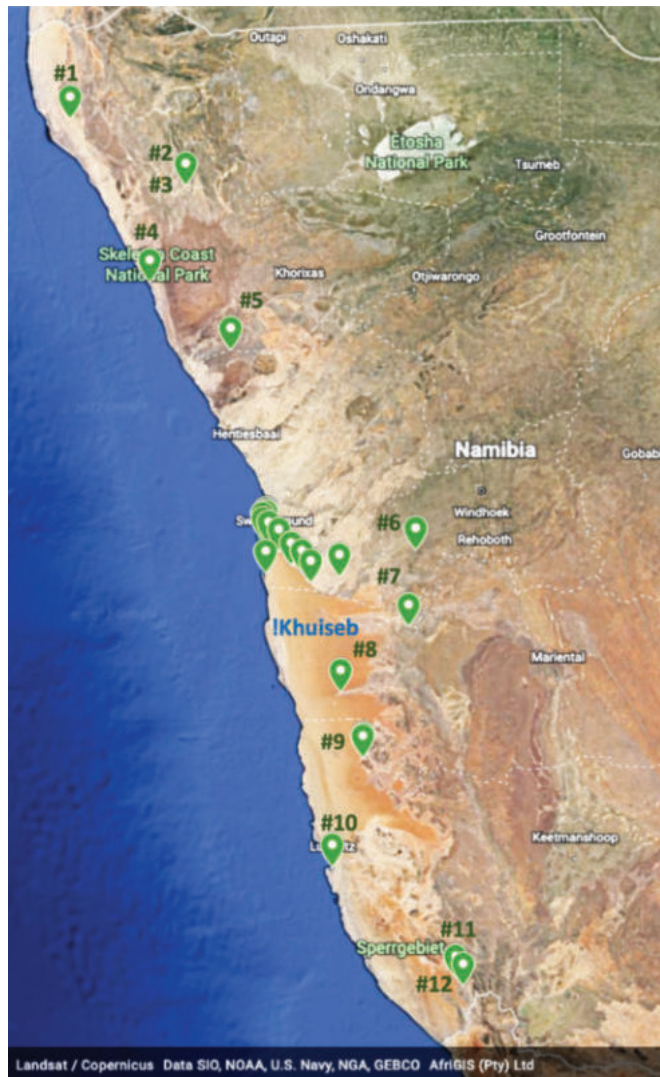 Outapi
Oshakati
#1
Ondangwa
Etosha
National Park
#2
Tsumeb
#3
Grootfontein
#4
Skeleton Coast
National Park
Khorixas
Otjiwarongo
#5
Hentiesbaai
Namibia
Gobab
Windhoek
#6
Rehoboth
#7
!Khuiseb
#8
Mariental
#9
#10
Keetmanshoop
#11
Sperrgebiet
#12
Landsat / Copernicus Data SIO, NOAA, U.S. Navy, NGA, GEBCO AfriGIS (Pty) Ltd